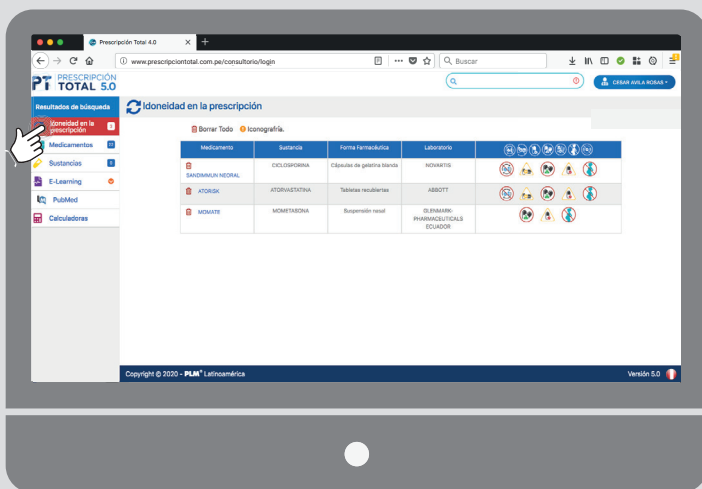 Prescripción Total 4.0
www.prescripciontotal.com.pe/consultorio/login
Buscar
PT PRESCRIPCIÓN
TOTAL 5.0
CESAR AVILA ROSAS
Resultados de búsqueda
Idoneidad en la prescripción
Idoneidad en la
prescripción
Borrar Todo
Iconografría.
Medicamentos
Sustancias
E-Learning
PubMed
Calculadoras
Medicamento Sustancia Forma Farmacéutica Laboratorio
SANDIMMUN NEORAL CICLOSPORINA Cápsulas de gelatina blanda NOVARTIS
ATORISK ATORVASTATINA Tabletas recubiertas ABBOTT
MOMATE MOMETASONA Suspensión nasal GLENMARK-
PHARMACEUTICALS
ECUADOR
Copyright © 2020 - PLM® Latinoamérica
Versión 5.0